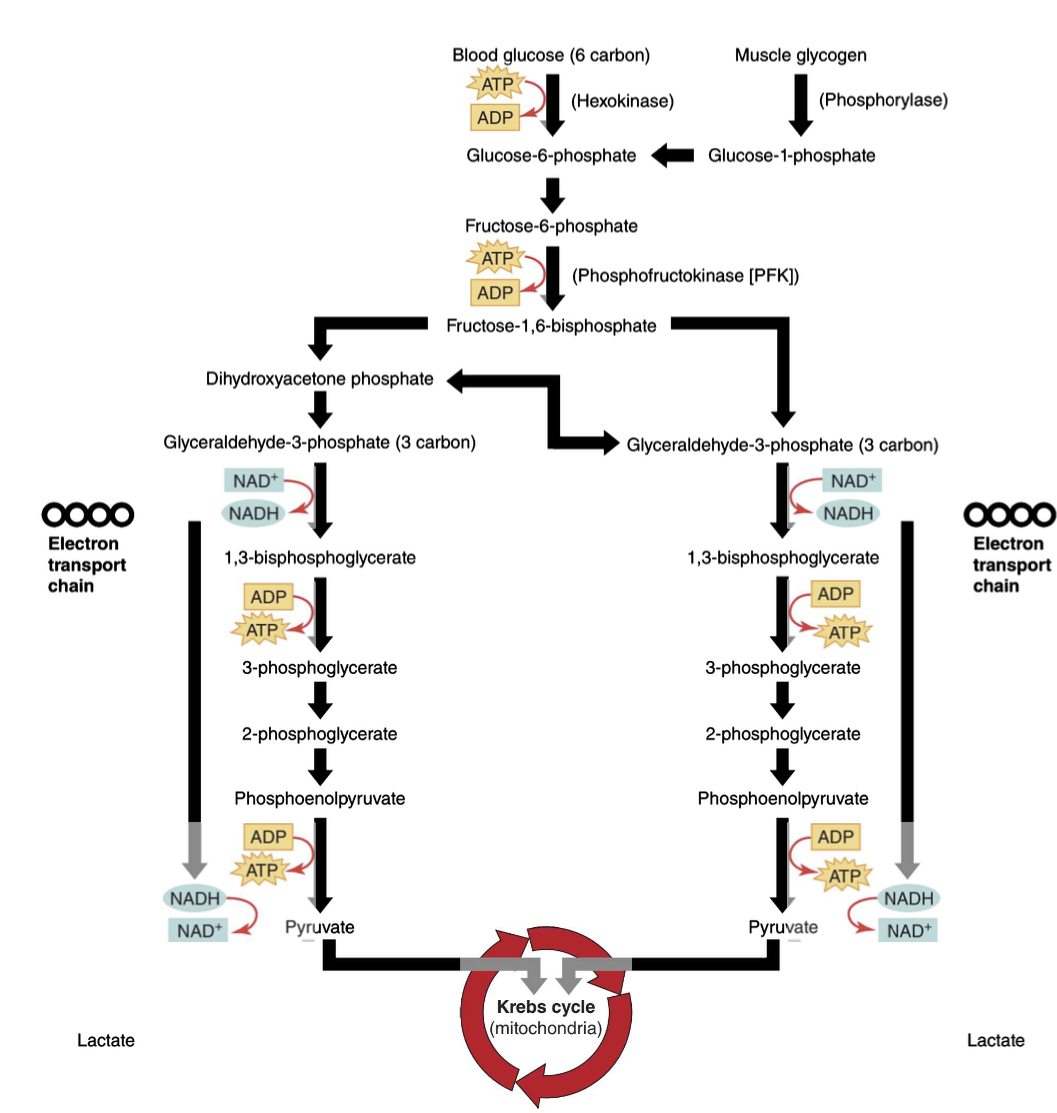 Blood glucose (6 carbon)
Muscle glycogen
ATP
(Hexokinase)
(Phosphorylase)
ADP
Glucose-6-phosphate
Glucose-1-phosphate
Fructose-6-phosphate
ATP
(Phosphofructokinase [PFK])
ADP
Fructose-1,6-bisphosphate
Dihydroxyacetone phosphate
Glyceraldehyde-3-phosphate (3 carbon)
Glyceraldehyde-3-phosphate (3 carbon)
NAD⁺
NADH
NAD⁺
NADH
Electron
transport
chain
Electron
transport
chain
1,3-bisphosphoglycerate
1,3-bisphosphoglycerate
ADP
ATP
ADP
ATP
3-phosphoglycerate
3-phosphoglycerate
2-phosphoglycerate
2-phosphoglycerate
Phosphoenolpyruvate
Phosphoenolpyruvate
ADP
ATP
ADP
ATP
NADH
NAD⁺
NADH
NAD⁺
Pyruvate
Pyruvate
Krebs cycle
(mitochondria)
Lactate
Lactate